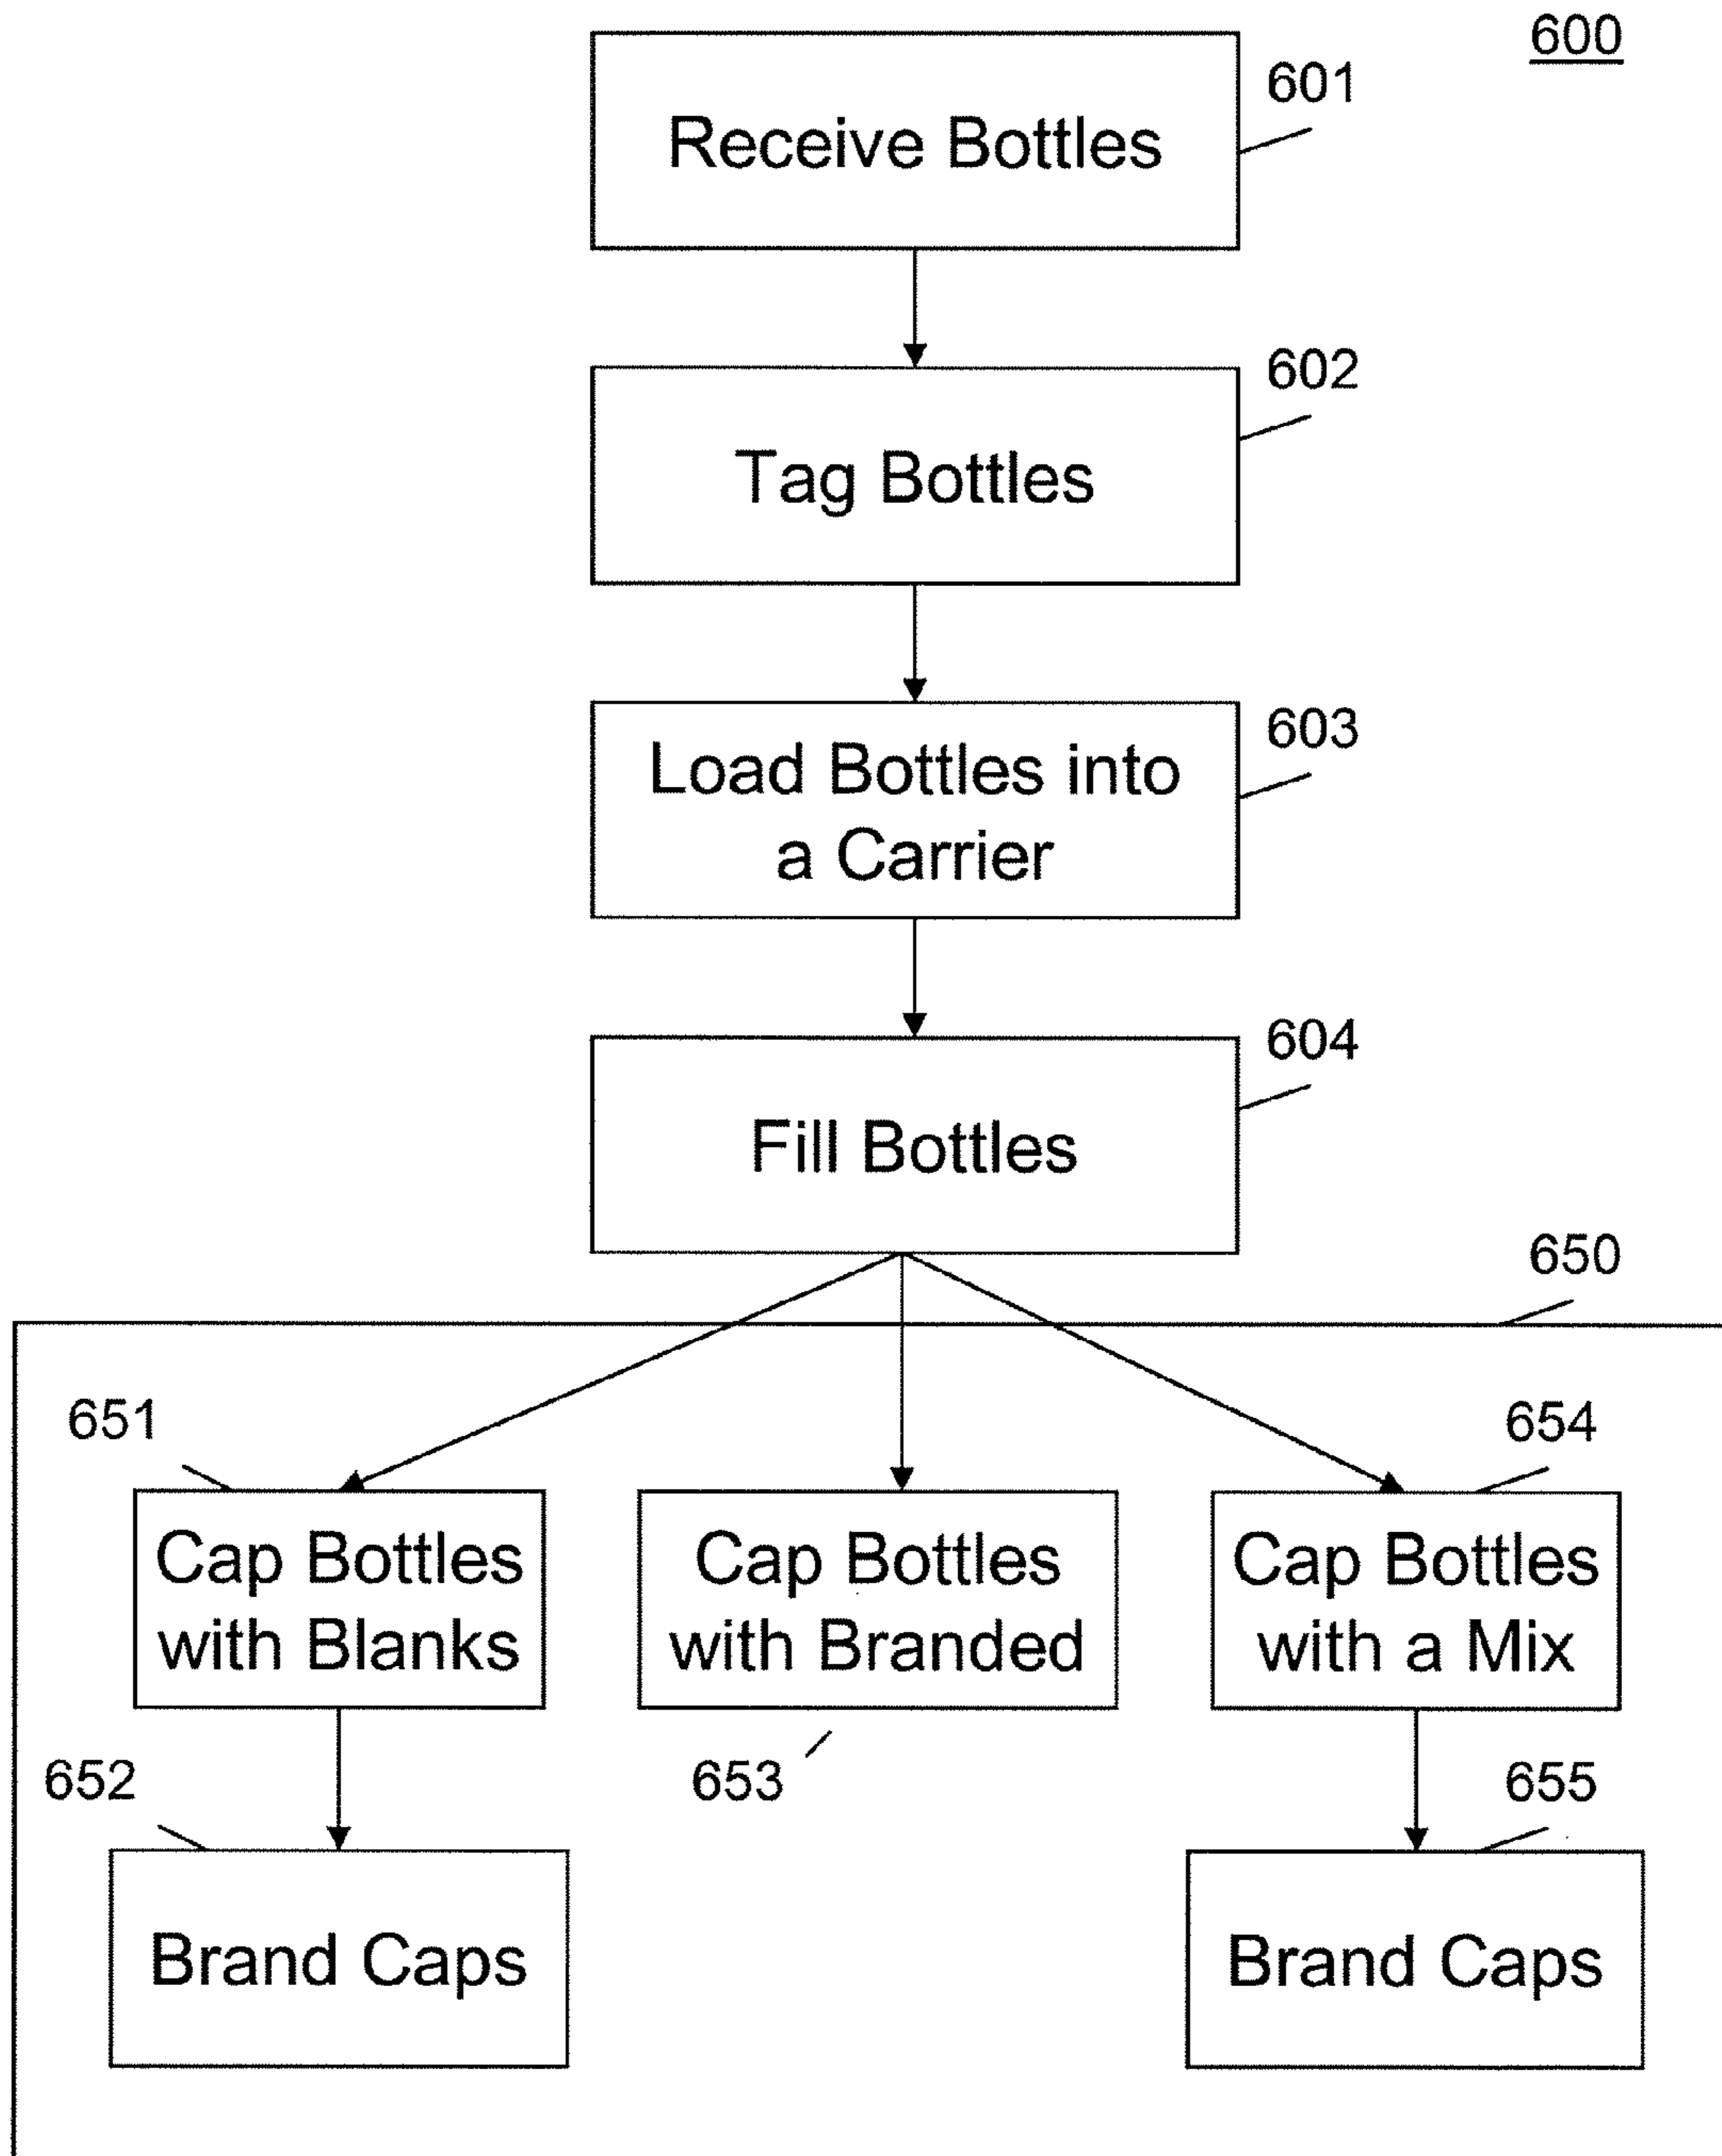 600
601
Receive Bottles
602
Tag Bottles
603
Load Bottles into
a Carrier
604
Fill Bottles
650
651
654
Cap Bottles
with Blanks
Cap Bottles
with Branded
Cap Bottles
with a Mix
652
653
655
Brand Caps
Brand Caps